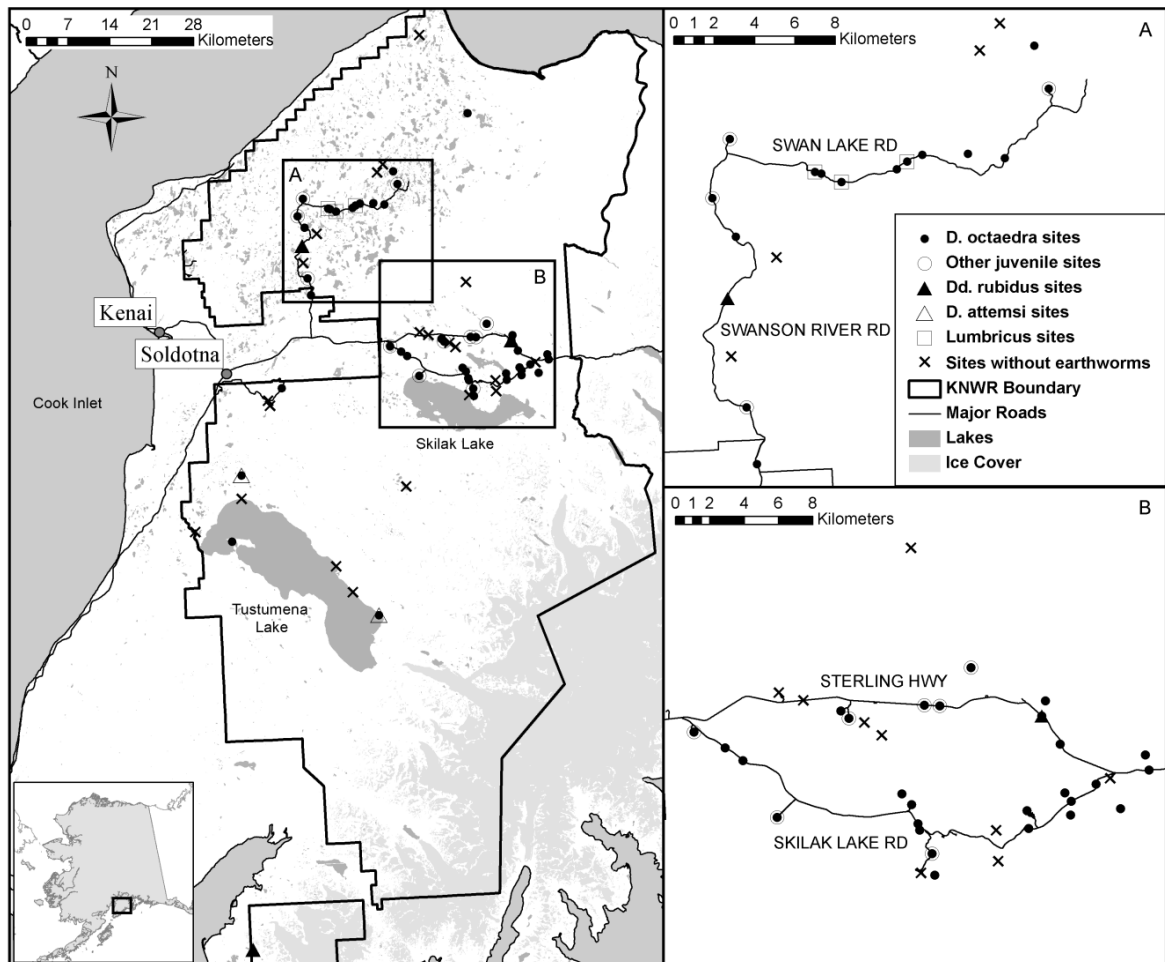 0 7 14 21 28
Kilometers
N
A
B
Kenai
Soldotna
Cook Inlet
Skilak Lake
Tustumena
Lake
0 2 4 6 8
Kilometers
A
SWAN LAKE RD
SWANSON RIVER RD
D. octaedra sites
Other juvenile sites
Dd. rubidus sites
D. attemsi sites
Lumbricus sites
Sites without earthworms
KNWR Boundary
Major Roads
Lakes
Ice Cover
0 1 2 4 6 8
Kilometers
B
STERLING HWY
SKILAK LAKE RD